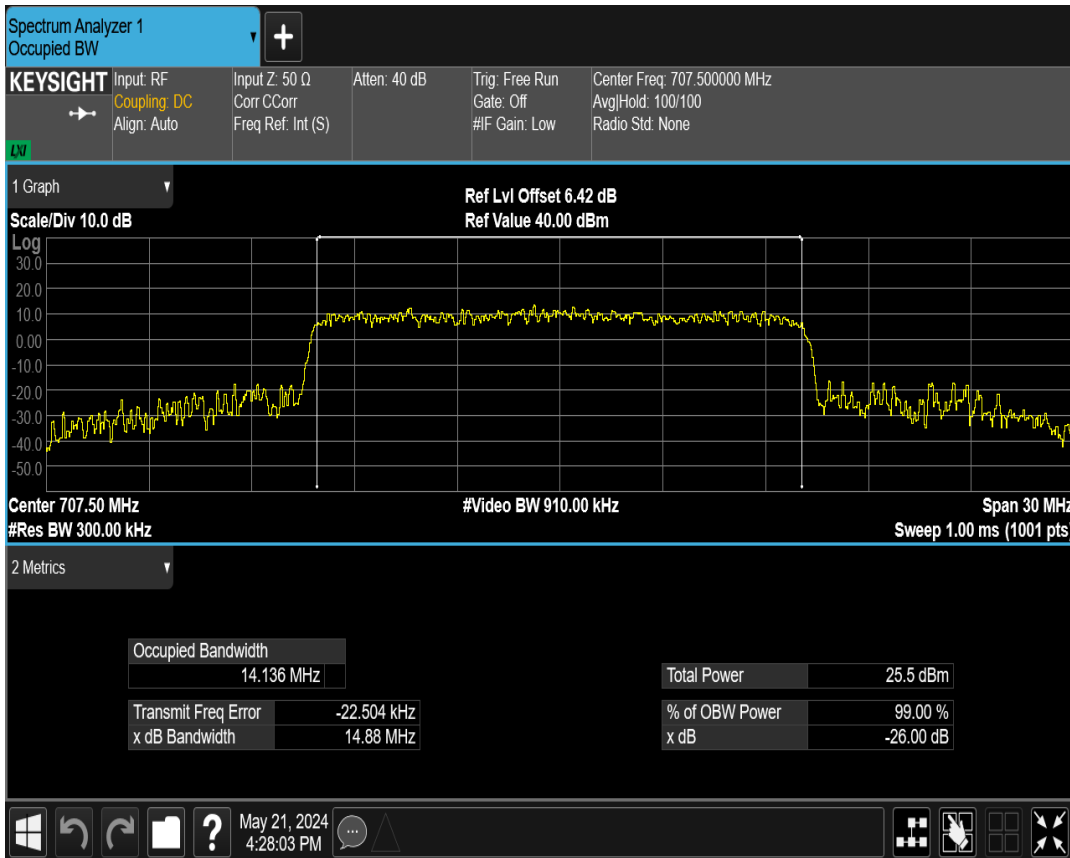 Spectrum Analyzer 1
Occupied BW
KEYSIGHT
LXI
Input: RF
Coupling: DC
Align: Auto
Input Z: 50 Ω
Corr CCorr
Freq Ref: Int (S)
Atten: 40 dB
Trig: Free Run
Gate: Off
#IF Gain: Low
Center Freq: 707.500000 MHz
Avg|Hold: 100/100
Radio Std: None
1 Graph
Scale/Div 10.0 dB
Ref Lvl Offset 6.42 dB
Ref Value 40.00 dBm
Log
30.0
20.0
10.0
0.00
-10.0
-20.0
-30.0
-40.0
-50.0
Center 707.50 MHz
#Video BW 910.00 kHz
Span 30 MHz
#Res BW 300.00 kHz
Sweep 1.00 ms (1001 pts)
2 Metrics
Occupied Bandwidth
14.136 MHz
Total Power 25.5 dBm
Transmit Freq Error -22.504 kHz
% of OBW Power 99.00 %
x dB Bandwidth 14.88 MHz
x dB -26.00 dB
?
May 21, 2024
4:28:03 PM